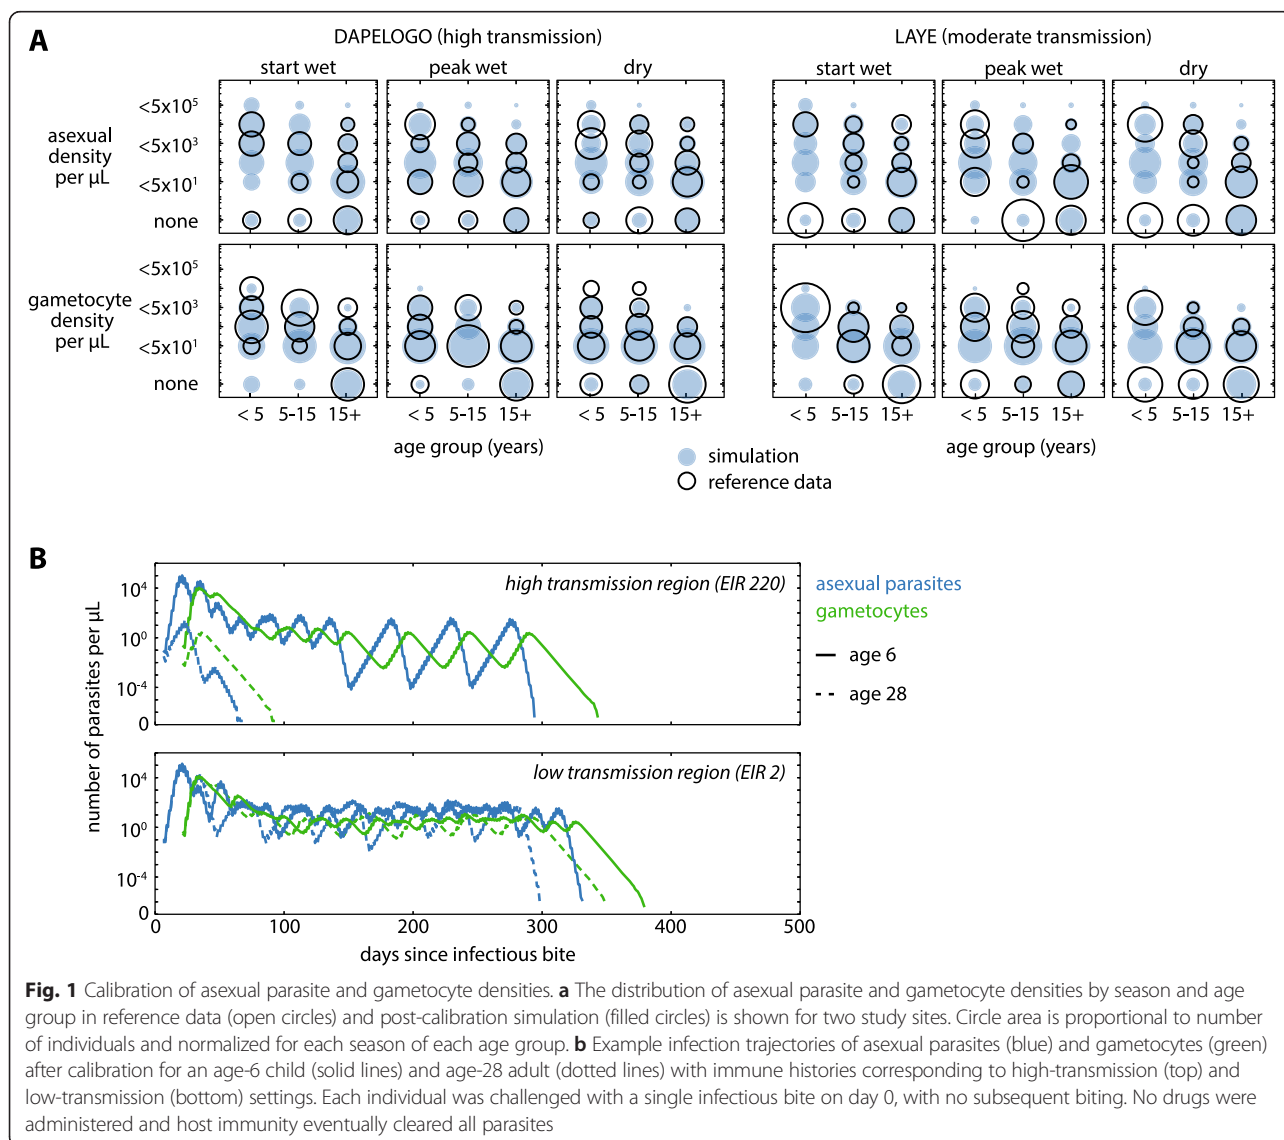 A
DAPELOGO (high transmission)
LAYE (moderate transmission)
start wet
peak wet
dry
start wet
peak wet
dry
asexual
density
per µL
<5x10⁵
<5x10³
<5x10¹
none
gametocyte
density
per µL
<5x10⁵
<5x10³
<5x10¹
none
< 5 5-15 15+
< 5 5-15 15+
< 5 5-15 15+
< 5 5-15 15+
< 5 5-15 15+
< 5 5-15 15+
age group (years)
age group (years)
simulation
reference data
B
number of parasites per µL
high transmission region (EIR 220)
10⁴
10⁰
10⁻⁴
0
asexual parasites
gametocytes
age 6
age 28
low transmission region (EIR 2)
10⁴
10⁰
10⁻⁴
0
0 100 200 300 400 500
days since infectious bite
Fig. 1 Calibration of asexual parasite and gametocyte densities. a The distribution of asexual parasite and gametocyte densities by season and age
group in reference data (open circles) and post-calibration simulation (filled circles) is shown for two study sites. Circle area is proportional to number
of individuals and normalized for each season of each age group. b Example infection trajectories of asexual parasites (blue) and gametocytes (green)
after calibration for an age-6 child (solid lines) and age-28 adult (dotted lines) with immune histories corresponding to high-transmission (top) and
low-transmission (bottom) settings. Each individual was challenged with a single infectious bite on day 0, with no subsequent biting. No drugs were
administered and host immunity eventually cleared all parasites